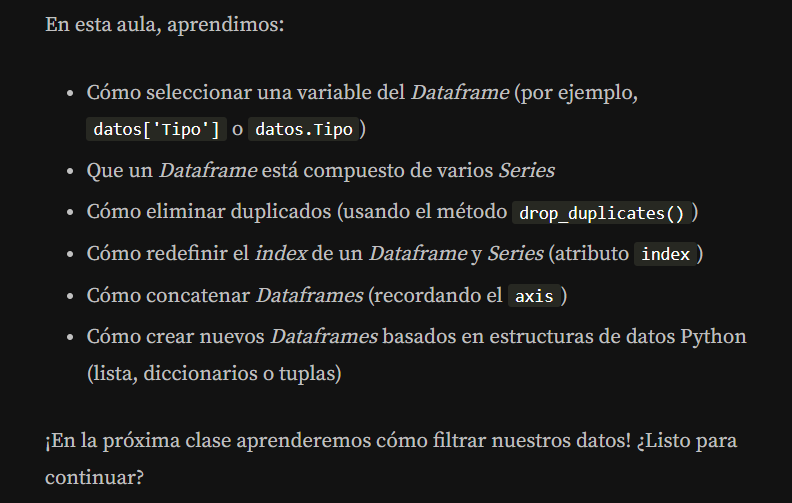 En esta aula, aprendimos:
• Cómo seleccionar una variable del Dataframe (por ejemplo,
datos['Tipo'] o datos.Tipo)
• Que un Dataframe está compuesto de varios Series
• Cómo eliminar duplicados (usando el método drop_duplicates())
• Cómo redefinir el index de un Dataframe y Series (atributo index)
• Cómo concatenar Dataframes (recordando el axis)
• Cómo crear nuevos Dataframes basados en estructuras de datos Python
(lista, diccionarios o tuplas)
¡En la próxima clase aprenderemos cómo filtrar nuestros datos! ¿Listo para
continuar?